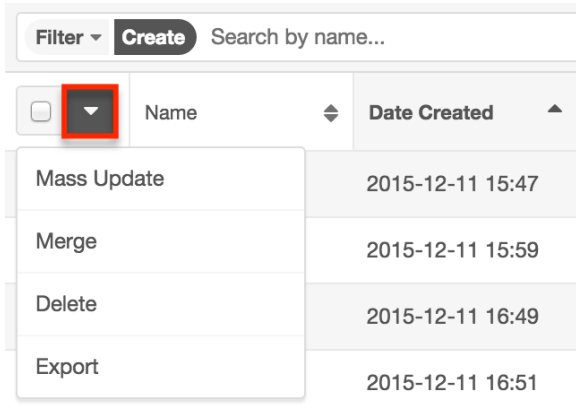 Filter Create Search by name...
Name Date Created
Mass Update 2015-12-11 15:47
Merge 2015-12-11 15:59
Delete 2015-12-11 16:49
Export 2015-12-11 16:51